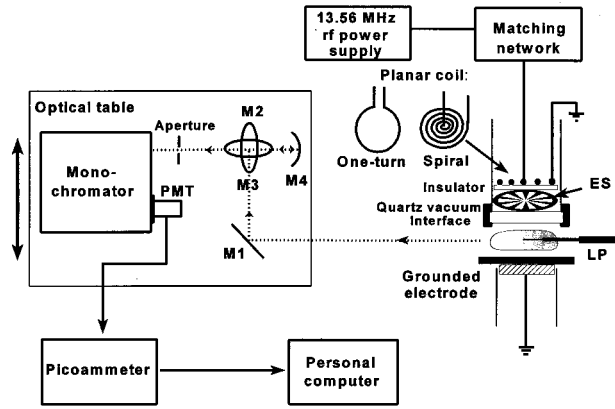 13.56 MHz
rf power
supply
Matching
network
Planar coil:
One-turn
Spiral
Optical table
M2
Aperture
Mono-
chromator
M3
M4
PMT
M1
Insulator
ES
Quartz vacuum
Interface
LP
Grounded
electrode
Picoammeter
Personal
computer